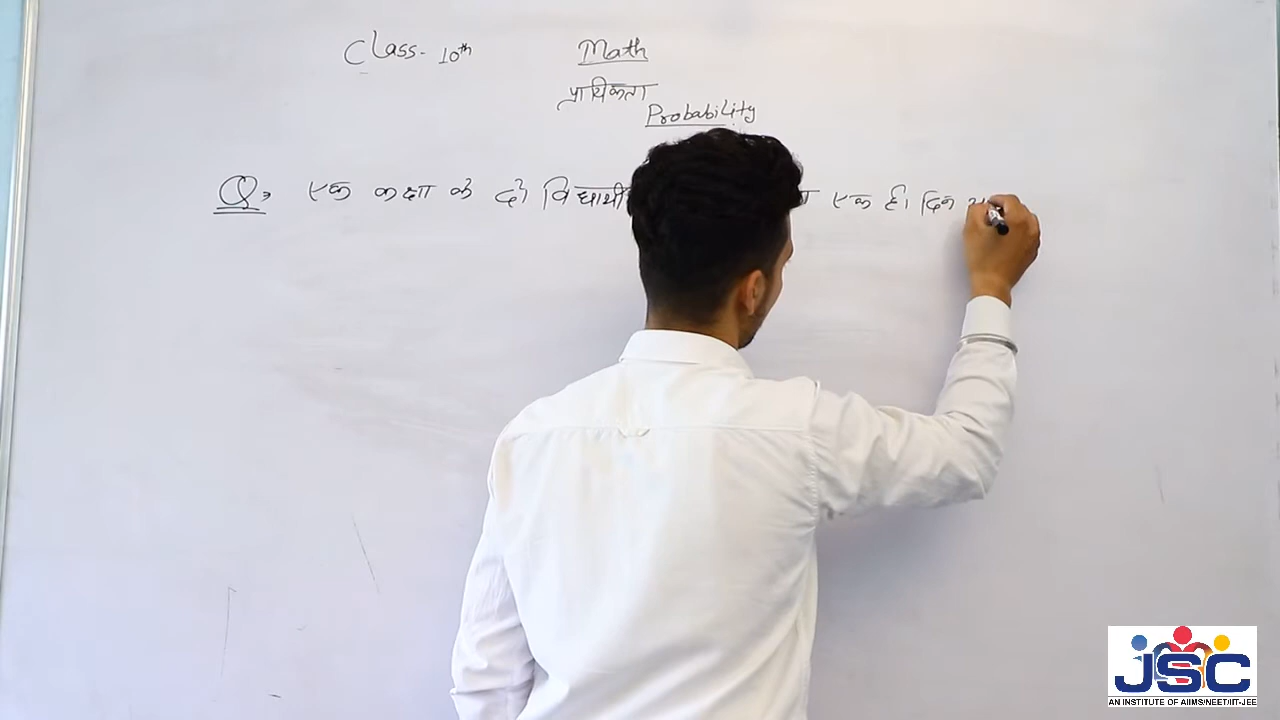 Class- 10th Math
प्रायिकता
Probability
Q→ एक कक्षा के दो विद्यार्थी एक ही दिन
JSC
AN INSTITUTE OF AIIMS/NEET/IIT-JEE